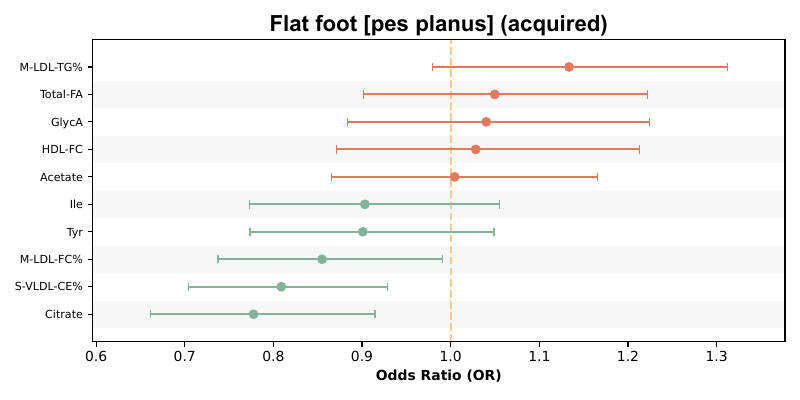 Flat foot [pes planus] (acquired)
M-LDL-TG%
Total-FA
GlycA
HDL-FC
Acetate
Ile
Tyr
M-LDL-FC%
S-VLDL-CE%
Citrate
0.6 0.7 0.8 0.9 1.0 1.1 1.2 1.3
Odds Ratio (OR)